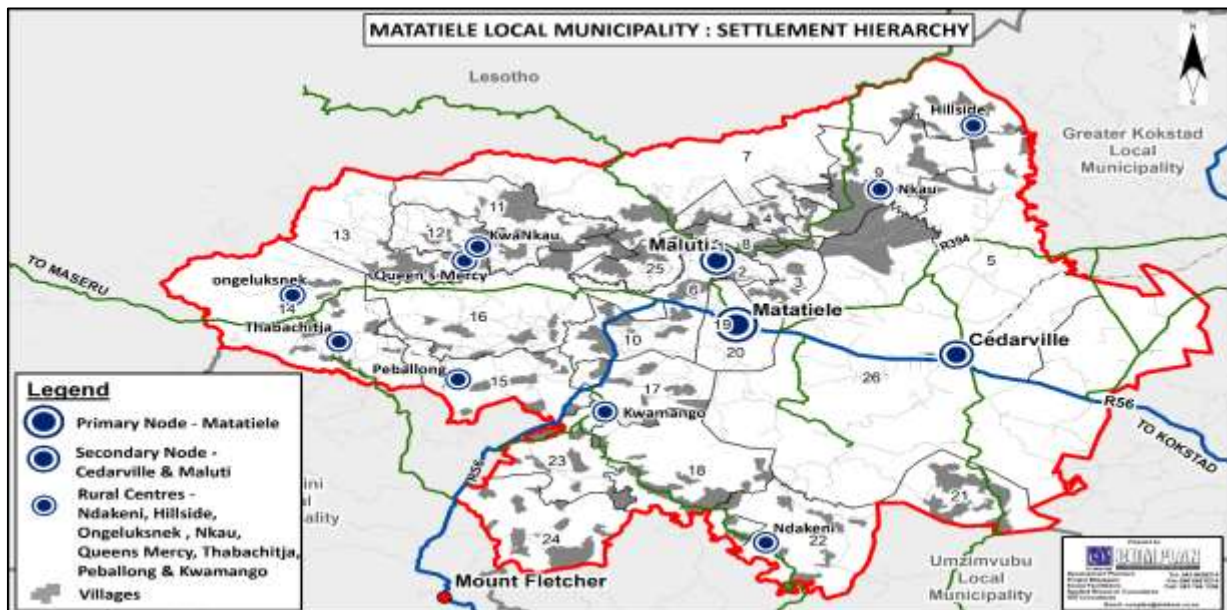 MATATIELE LOCAL MUNICIPALITY : SETTLEMENT HIERARCHY
N
Lesotho
Hillside
Greater Kokstad
Local
Municipality
7
9
Nkau
4
11
12
KwaNkau
13
Maluti
8
R394
5
Queen's Mercy
25
2
3
TO MASERU
ongeluksnek
14
6
16
Matatiele
19
Thabachitja
10
20
Cedarville
Peballong
15
26
17
Kwamango
R56
TO KOKSTAD
23
18
R56
21
24
Ndakeni
22
Mount Fletcher
Umzimvubu
Local
Municipality
Legend
Primary Node - Matatiele
Secondary Node -
Cedarville & Maluti
Rural Centres -
Ndakeni, Hillside,
Ongeluksnek , Nkau,
Queens Mercy, Thabachitja,
Peballong & Kwamango
Villages